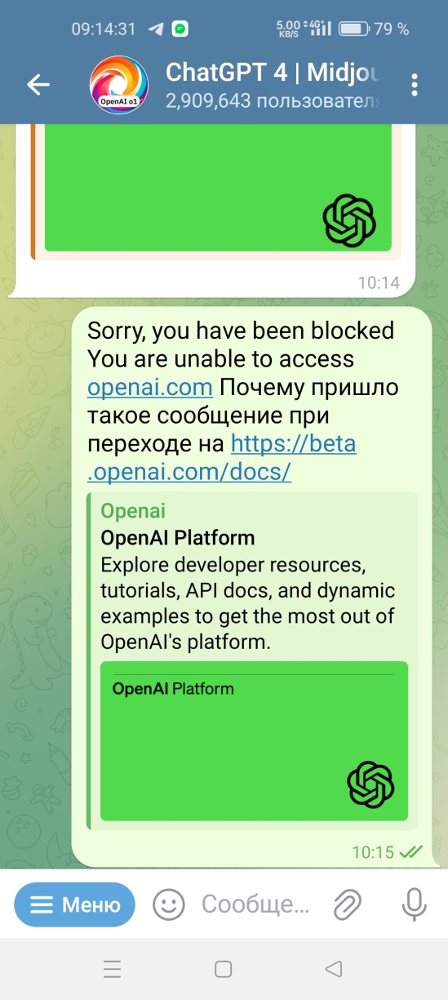 09:14:31 5.00 KB/S 4G 79 %
ChatGPT 4 | Midjou
OpenAI o1
2,909,643 пользовател
10:14
Sorry, you have been blocked
You are unable to access
openai.com Почему пришло
такое сообщение при
переходе на https://beta
.openai.com/docs/
Openai
OpenAI Platform
Explore developer resources,
tutorials, API docs, and dynamic
examples to get the most out of
OpenAI's platform.
OpenAI Platform
10:15
Меню Сообще...